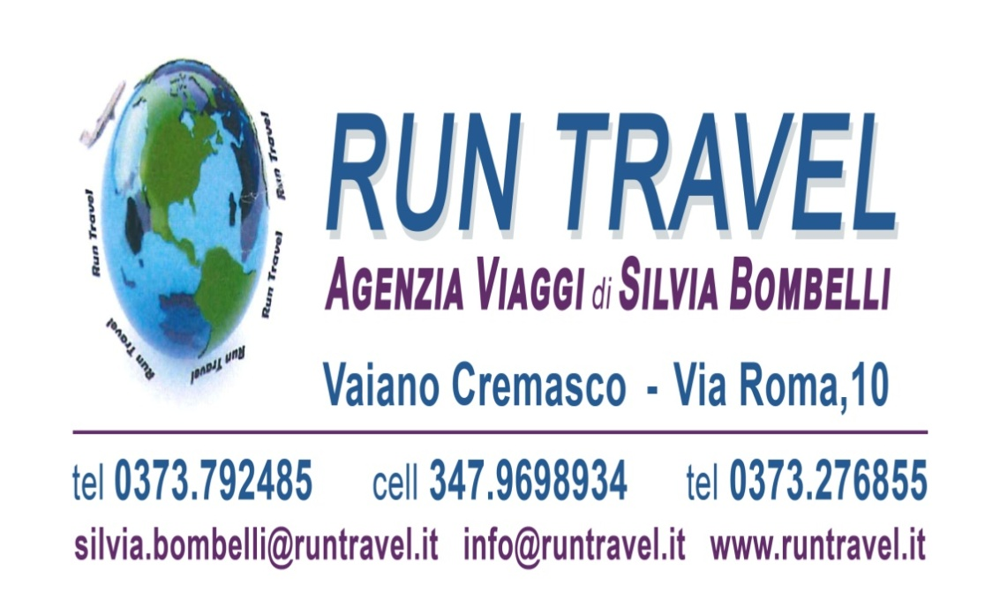 RUN TRAVEL
AGENZIA VIAGGI di SILVIA BOMBELLI
Vaiano Cremasco - Via Roma,10
tel 0373.792485 cell 347.9698934 tel 0373.276855
silvia.bombelli@runtravel.it info@runtravel.it www.runtravel.it
Run Travel
Run Travel
Run Travel
Run Travel
Run Travel